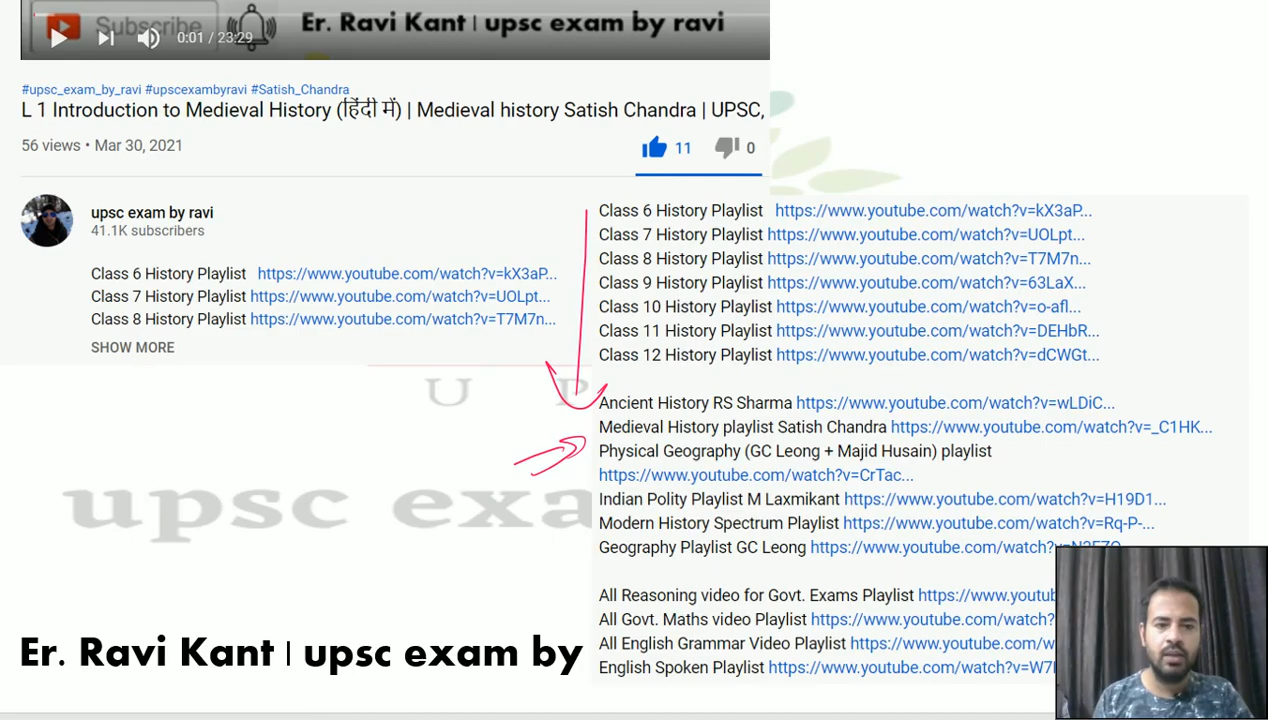 Subscribe
Er. Ravi Kant | upsc exam by ravi
0:01 / 23:29
#upsc_exam_by_ravi #upscexambyravi #Satish_Chandra
L 1 Introduction to Medieval History (हिंदी में) | Medieval history Satish Chandra | UPSC,
56 views • Mar 30, 2021
11
0
upsc exam by ravi
41.1K subscribers
Class 6 History Playlist https://www.youtube.com/watch?v=kX3aP...
Class 7 History Playlist https://www.youtube.com/watch?v=UOLpt...
Class 8 History Playlist https://www.youtube.com/watch?v=T7M7n...
SHOW MORE
Class 6 History Playlist https://www.youtube.com/watch?v=kX3aP...
Class 7 History Playlist https://www.youtube.com/watch?v=UOLpt...
Class 8 History Playlist https://www.youtube.com/watch?v=T7M7n...
Class 9 History Playlist https://www.youtube.com/watch?v=63LaX...
Class 10 History Playlist https://www.youtube.com/watch?v=o-afl...
Class 11 History Playlist https://www.youtube.com/watch?v=DEHbR...
Class 12 History Playlist https://www.youtube.com/watch?v=dCWGt...
Ancient History RS Sharma https://www.youtube.com/watch?v=wLDiC...
Medieval History playlist Satish Chandra https://www.youtube.com/watch?v=_C1HK...
Physical Geography (GC Leong + Majid Husain) playlist
https://www.youtube.com/watch?v=CrTac...
Indian Polity Playlist M Laxmikant https://www.youtube.com/watch?v=H19D1...
Modern History Spectrum Playlist https://www.youtube.com/watch?v=Rq-P-...
Geography Playlist GC Leong https://www.youtube.com/watch?
All Reasoning video for Govt. Exams Playlist https://www.youtub
All Govt. Maths video Playlist https://www.youtube.com/watch?
All English Grammar Video Playlist https://www.youtube.com/w
English Spoken Playlist https://www.youtube.com/watch?v=W7
U P
upsc exa
Er. Ravi Kant | upsc exam by